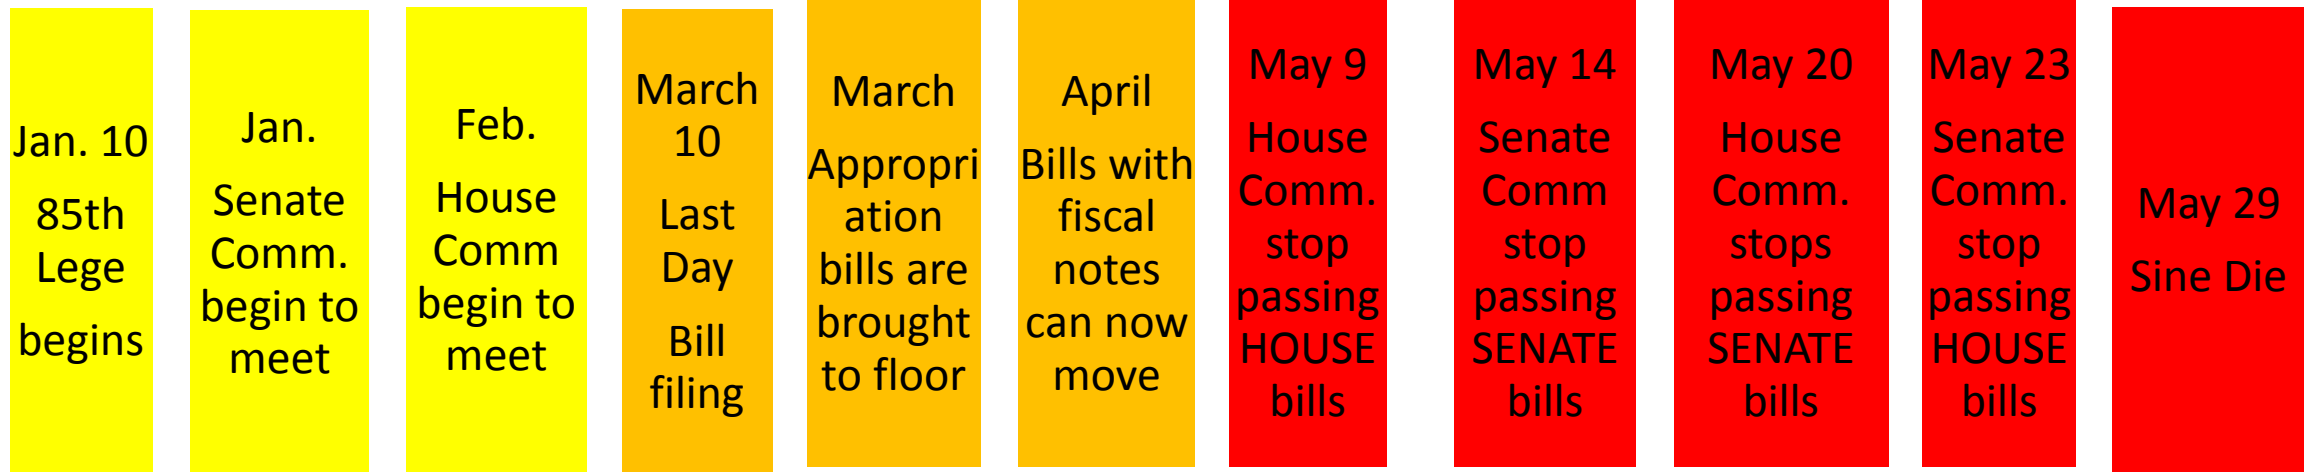 Jan. 10
85th
Lege
begins
Jan.
Senate
Comm.
begin to
meet
Feb.
House
Comm
begin to
meet
March
10
Last
Day
Bill
filing
March
Appropri
ation
bills are
brought
to floor
April
Bills with
fiscal
notes
can now
move
May 9
House
Comm.
stop
passing
HOUSE
bills
May 14
Senate
Comm
stop
passing
SENATE
bills
May 20
House
Comm.
stops
passing
SENATE
bills
May 23
Senate
Comm.
stop
passing
HOUSE
bills
May 29
Sine Die